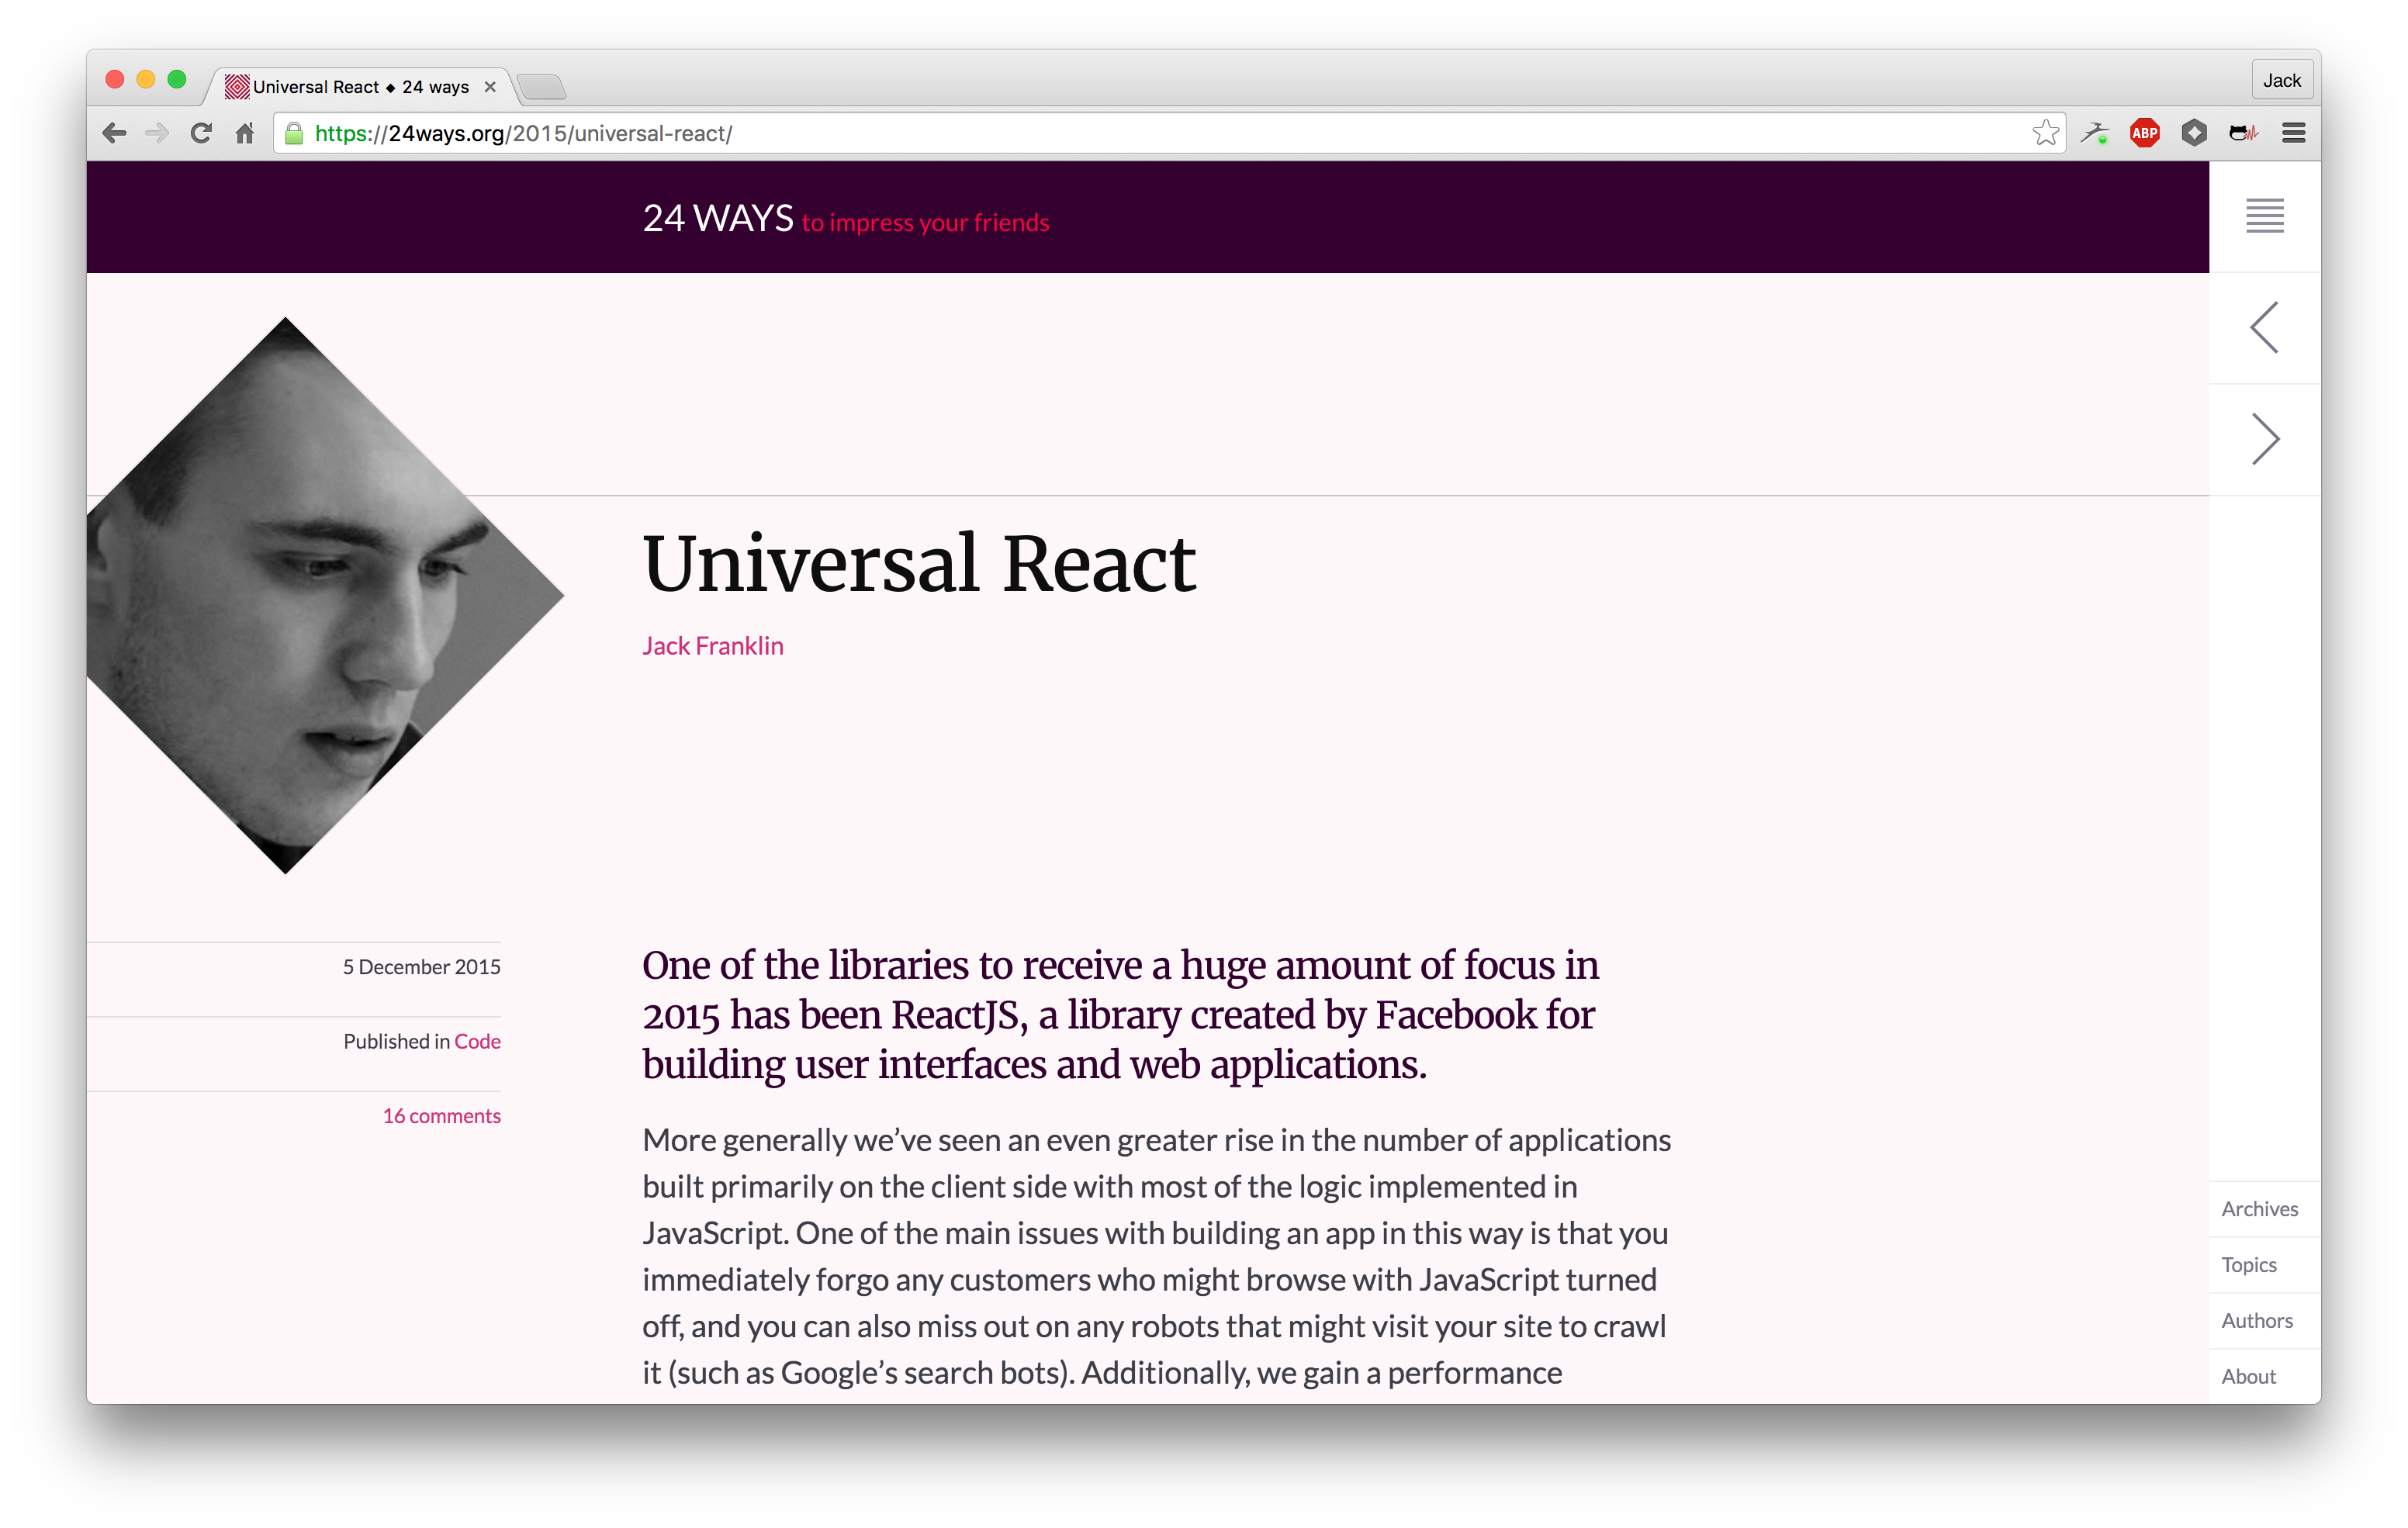 Universal React ◆ 24 ways
Jack
https://24ways.org/2015/universal-react/
ABP
24 WAYS to impress your friends
Universal React
Jack Franklin
5 December 2015
Published in Code
16 comments
One of the libraries to receive a huge amount of focus in
2015 has been ReactJS, a library created by Facebook for
building user interfaces and web applications.
More generally we’ve seen an even greater rise in the number of applications
built primarily on the client side with most of the logic implemented in
JavaScript. One of the main issues with building an app in this way is that you
immediately forgo any customers who might browse with JavaScript turned
off, and you can also miss out on any robots that might visit your site to crawl
it (such as Google’s search bots). Additionally, we gain a performance
Archives
Topics
Authors
About